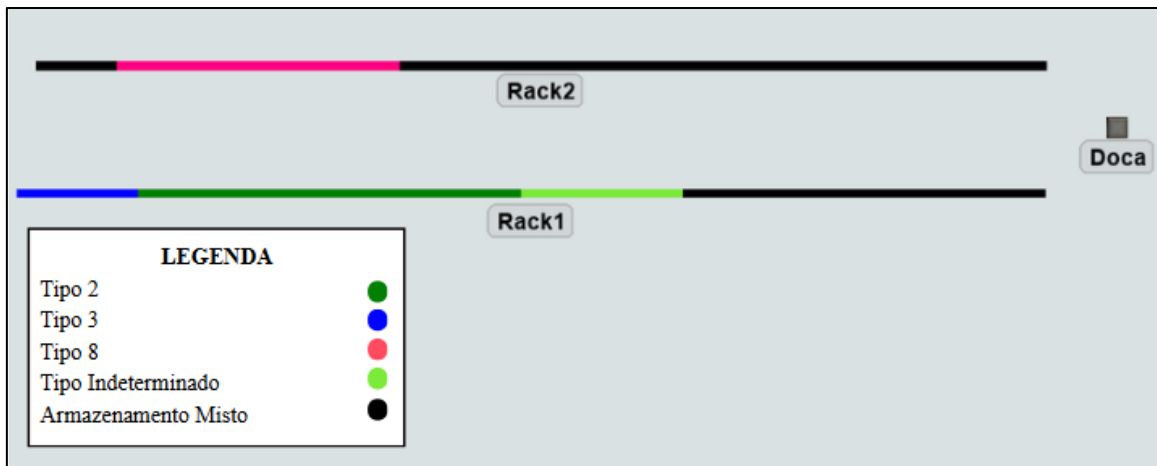 Rack2
Doca
Rack1
LEGENDA
Tipo 2
Tipo 3
Tipo 8
Tipo Indeterminado
Armazenamento Misto